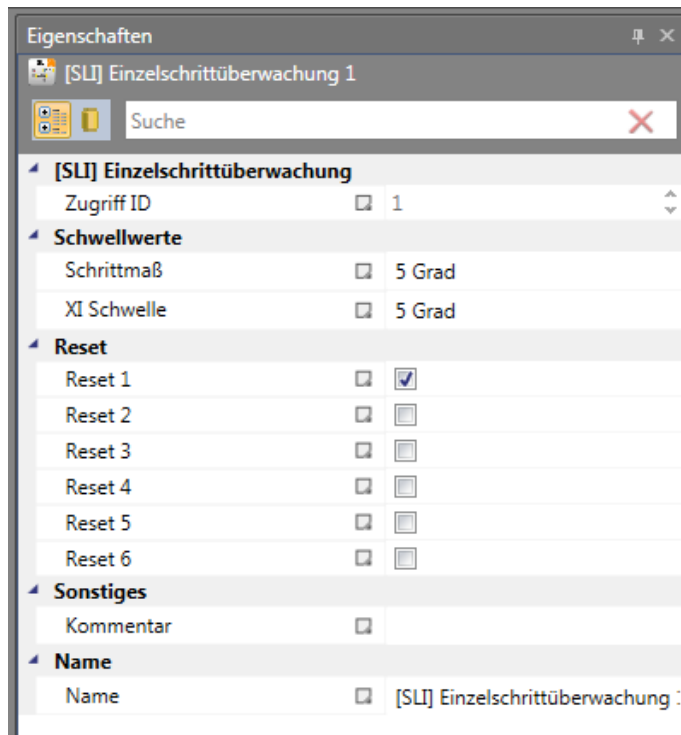 Eigenschaften
[SLI] Einzelschrittüberwachung 1
Suche
[SLI] Einzelschrittüberwachung
Zugriff ID 1
Schwellwerte
Schrittmaß 5 Grad
XI Schwelle 5 Grad
Reset
Reset 1
Reset 2
Reset 3
Reset 4
Reset 5
Reset 6
Sonstiges
Kommentar
Name
Name [SLI] Einzelschrittüberwachung 1